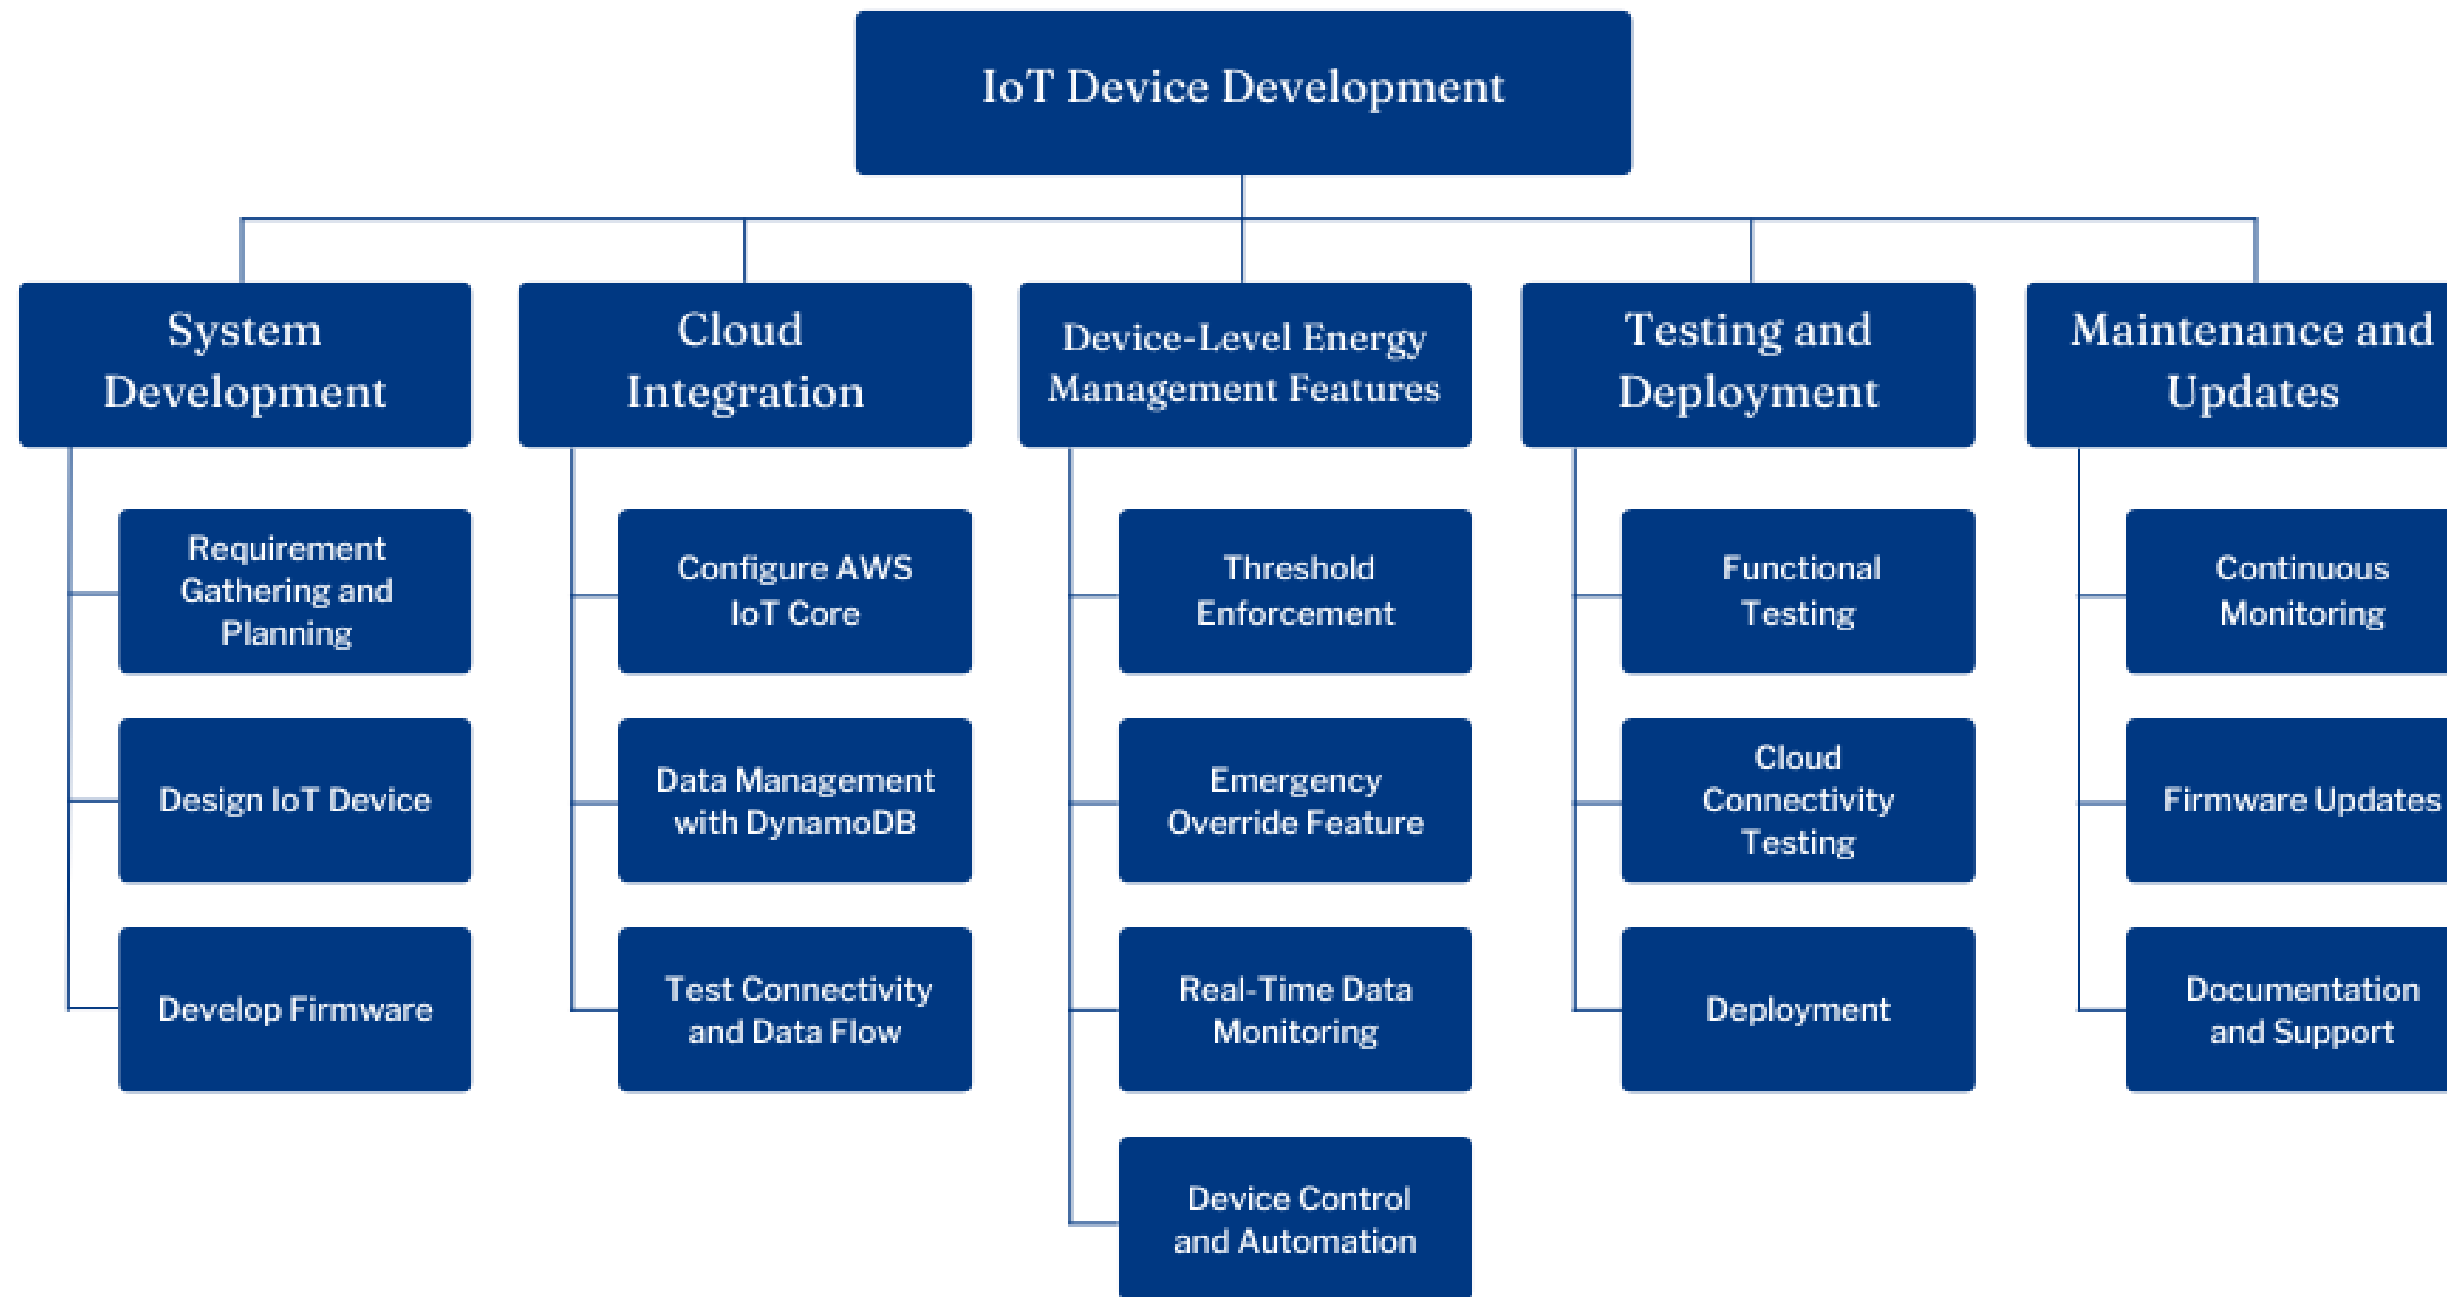 IoT Device Development
System
Development
Cloud
Integration
Device-Level Energy
Management Features
Testing and
Deployment
Maintenance and
Updates
Requirement
Gathering and
Planning
Design IoT Device
Develop Firmware
Configure AWS
IoT Core
Data Management
with DynamoDB
Test Connectivity
and Data Flow
Threshold
Enforcement
Emergency
Override Feature
Real-Time Data
Monitoring
Device Control
and Automation
Functional
Testing
Cloud
Connectivity
Testing
Deployment
Continuous
Monitoring
Firmware Updates
Documentation
and Support